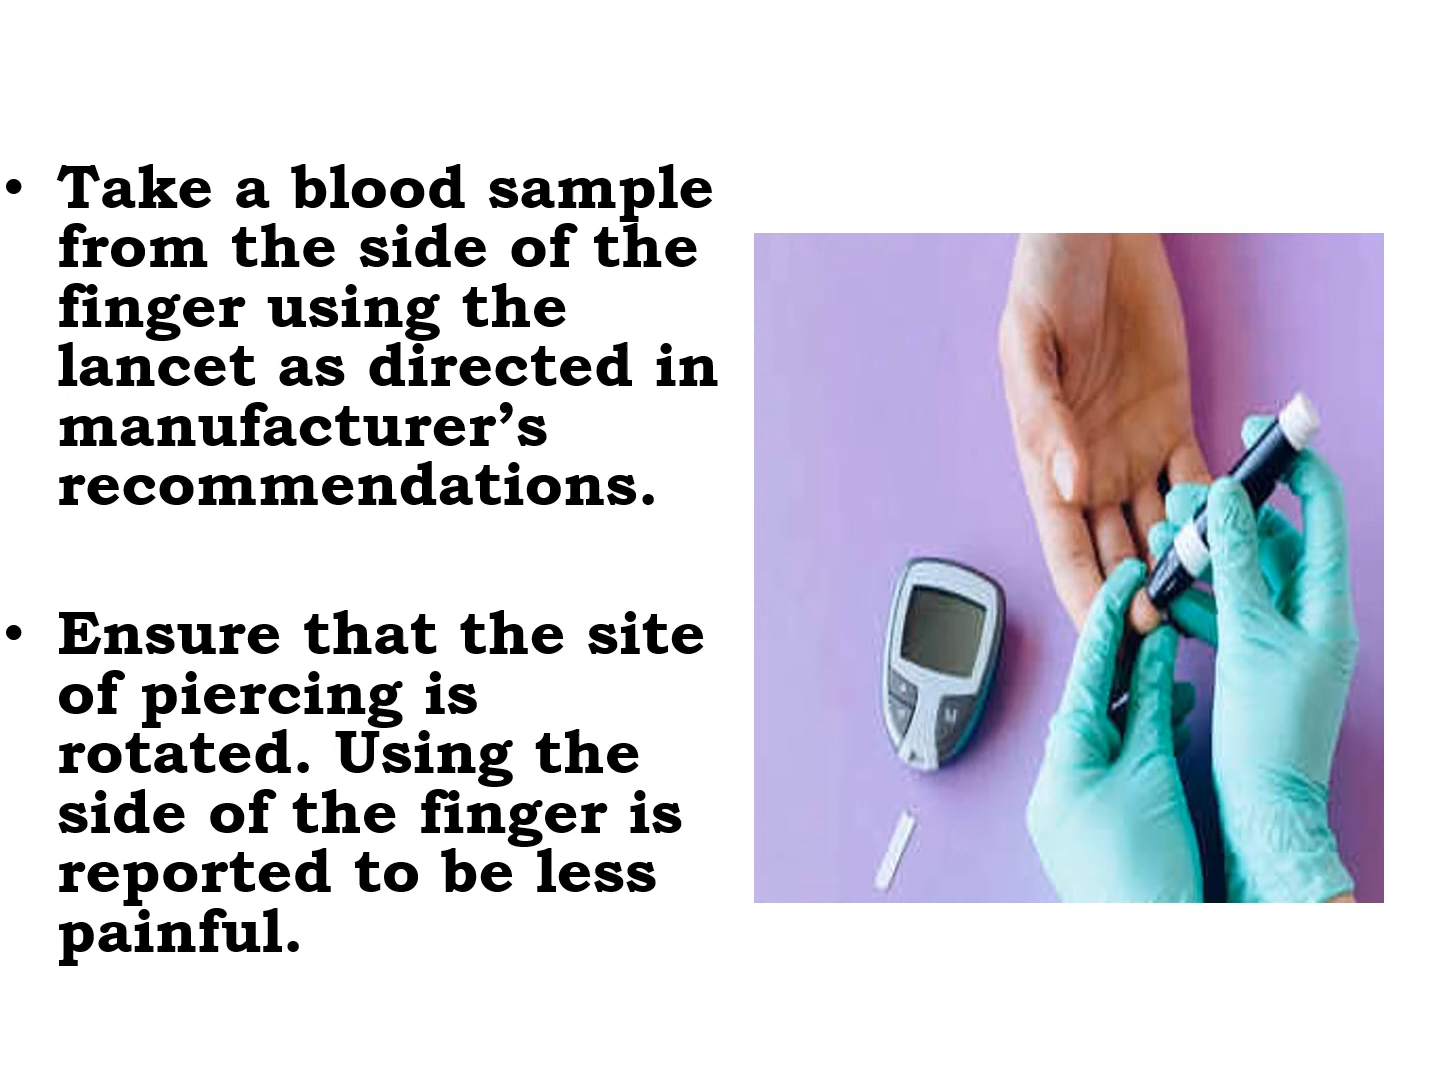 • Take a blood sample
from the side of the
finger using the
lancet as directed in
manufacturer’s
recommendations.
• Ensure that the site
of piercing is
rotated. Using the
side of the finger is
reported to be less
painful.
M